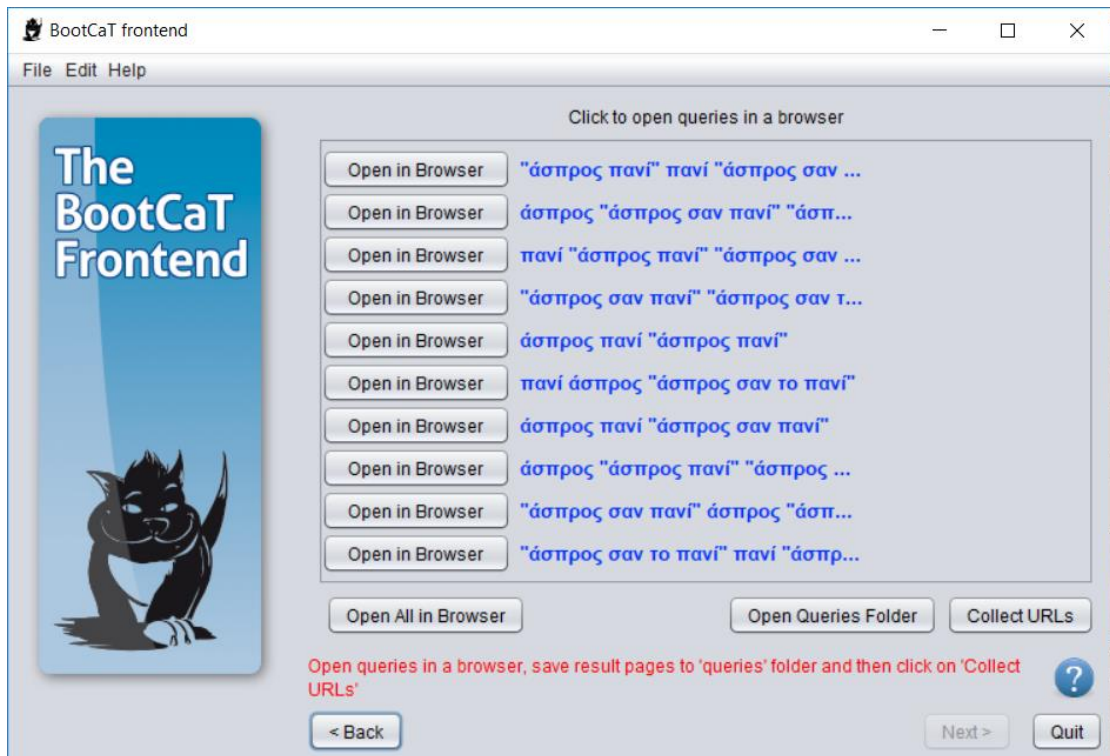 BootCaT frontend
File Edit Help
The
BootCaT
Frontend
Click to open queries in a browser
Open in Browser "άσπρος πανί" πανί "άσπρος σαν ...
Open in Browser άσπρος "άσπρος σαν πανί" "άσπ...
Open in Browser πανί "άσπρος πανί" "άσπρος σαν ...
Open in Browser "άσπρος σαν πανί" "άσπρος σαν τ...
Open in Browser άσπρος πανί "άσπρος πανί"
Open in Browser πανί άσπρος "άσπρος σαν το πανί"
Open in Browser άσπρος πανί "άσπρος σαν πανί"
Open in Browser άσπρος "άσπρος πανί" "άσπρος ...
Open in Browser "άσπρος σαν πανί" άσπρος "άσπ...
Open in Browser "άσπρος σαν το πανί" πανί "άσπρ...
Open All in Browser Open Queries Folder Collect URLs
Open queries in a browser, save result pages to 'queries' folder and then click on 'Collect
URLs'
?
< Back Next > Quit